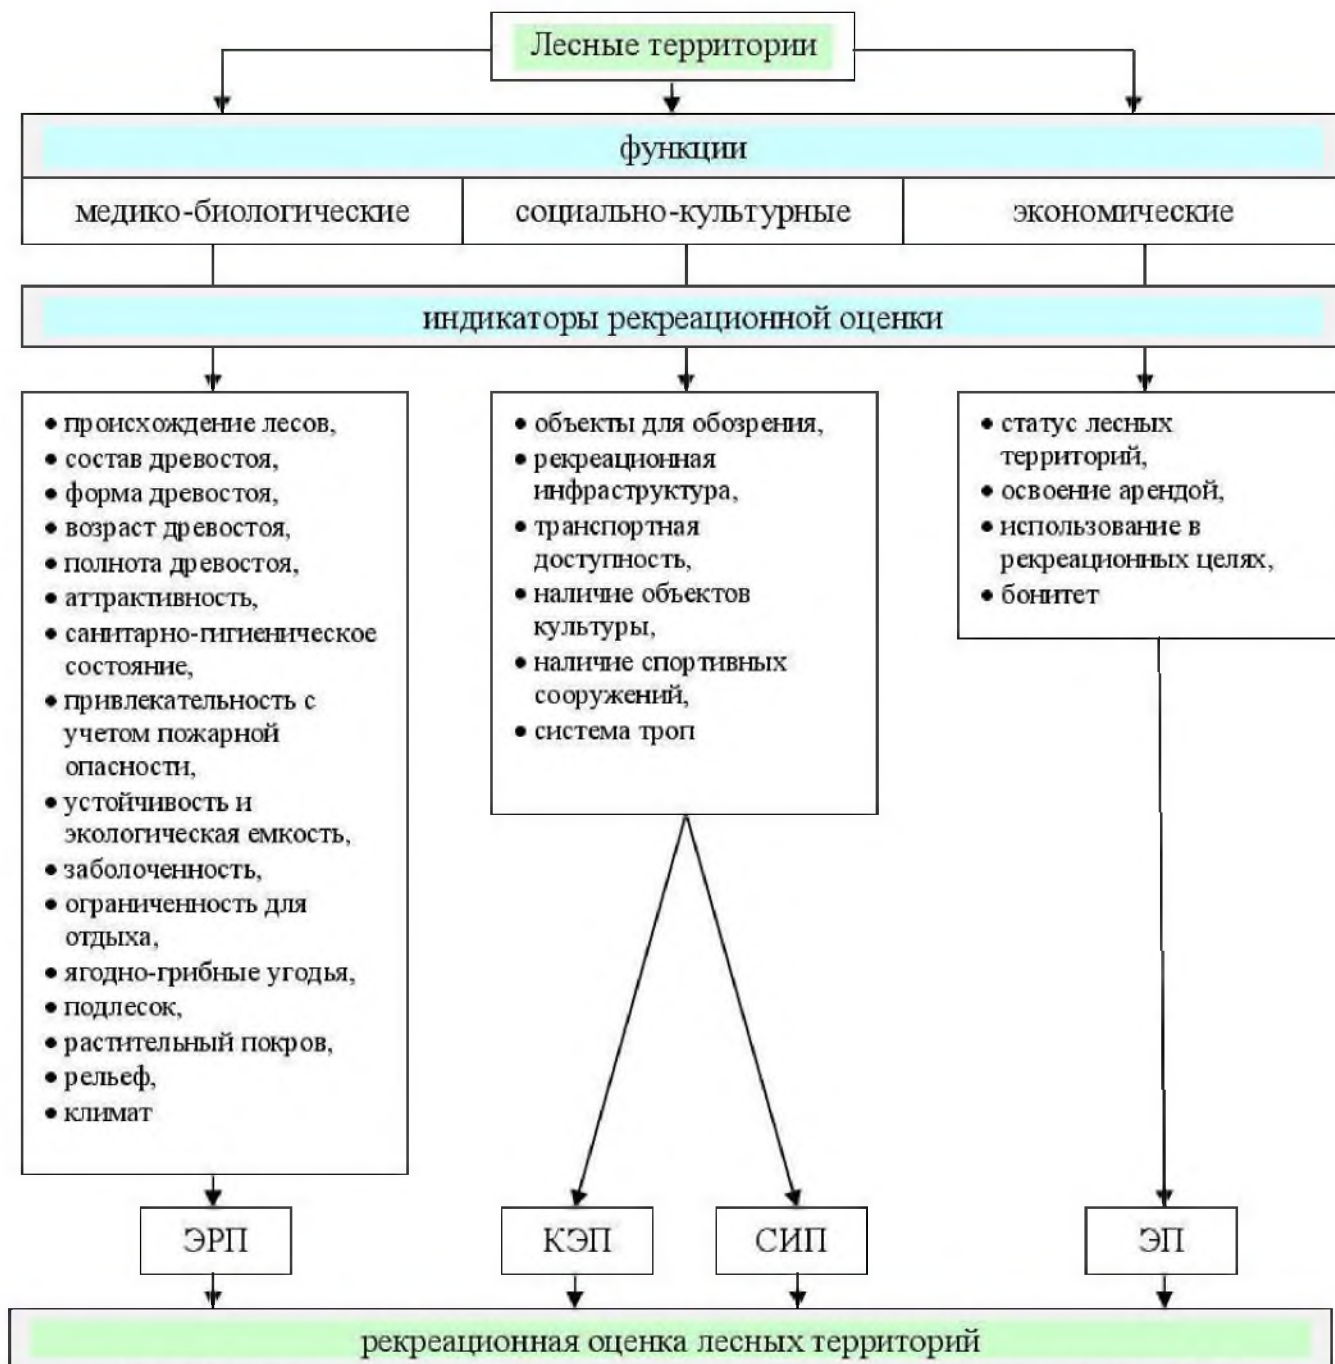 Лесные территории
функции
медико-биологические
социально-культурные
экономические
индикаторы рекреационной оценки
• происхождение лесов,
• состав древостоя,
• форма древостоя,
• возраст древостоя,
• полнота древостоя,
• аттрактивность,
• санитарно-гигиеническое
состояние,
• привлекательность с
учетом пожарной
опасности,
• устойчивость и
экологическая емкость,
• заболоченность,
• ограниченность для
отдыха,
• ягодно-грибные угодья,
• подлесок,
• растительный покров,
• рельеф,
• климат
• объекты для обозрения,
• рекреационная
инфраструктура,
• транспортная
доступность,
• наличие объектов
культуры,
• наличие спортивных
сооружений,
• система троп
• статус лесных
территорий,
• освоение арендой,
• использование в
рекреационных целях,
• бонитет
ЭРП
КЭП
СИП
ЭП
рекреационная оценка лесных территорий